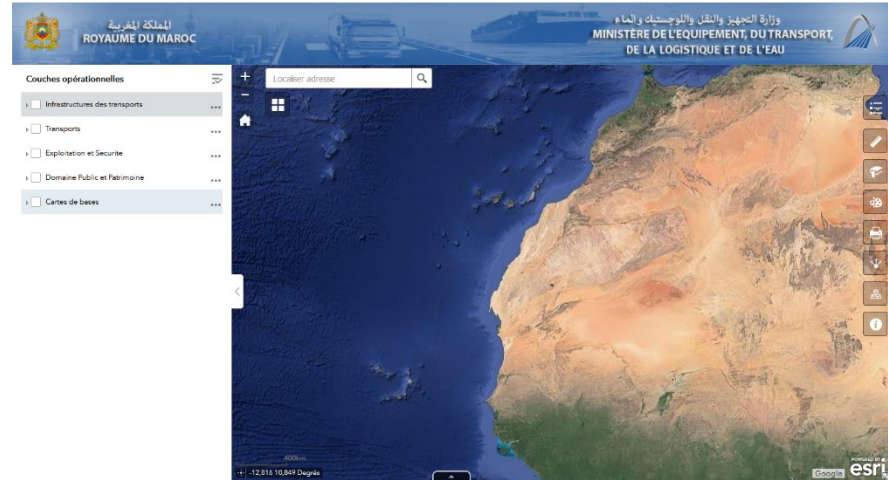 المملكة المغربية
ROYAUME DU MAROC
وزارة التجهيز والنقل واللوجستيك والماء
MINISTÈRE DE L'EQUIPEMENT, DU TRANSPORT,
DE LA LOGISTIQUE ET DE L'EAU
Couches opérationnelles
Infrastructures des transports
Transports
Exploitation et Securite
Domaine Public et Patrimoine
Cartes de bases
Localiser adresse
400km
-12,816 10,849 Degrés
Google
POWERED BY
esri